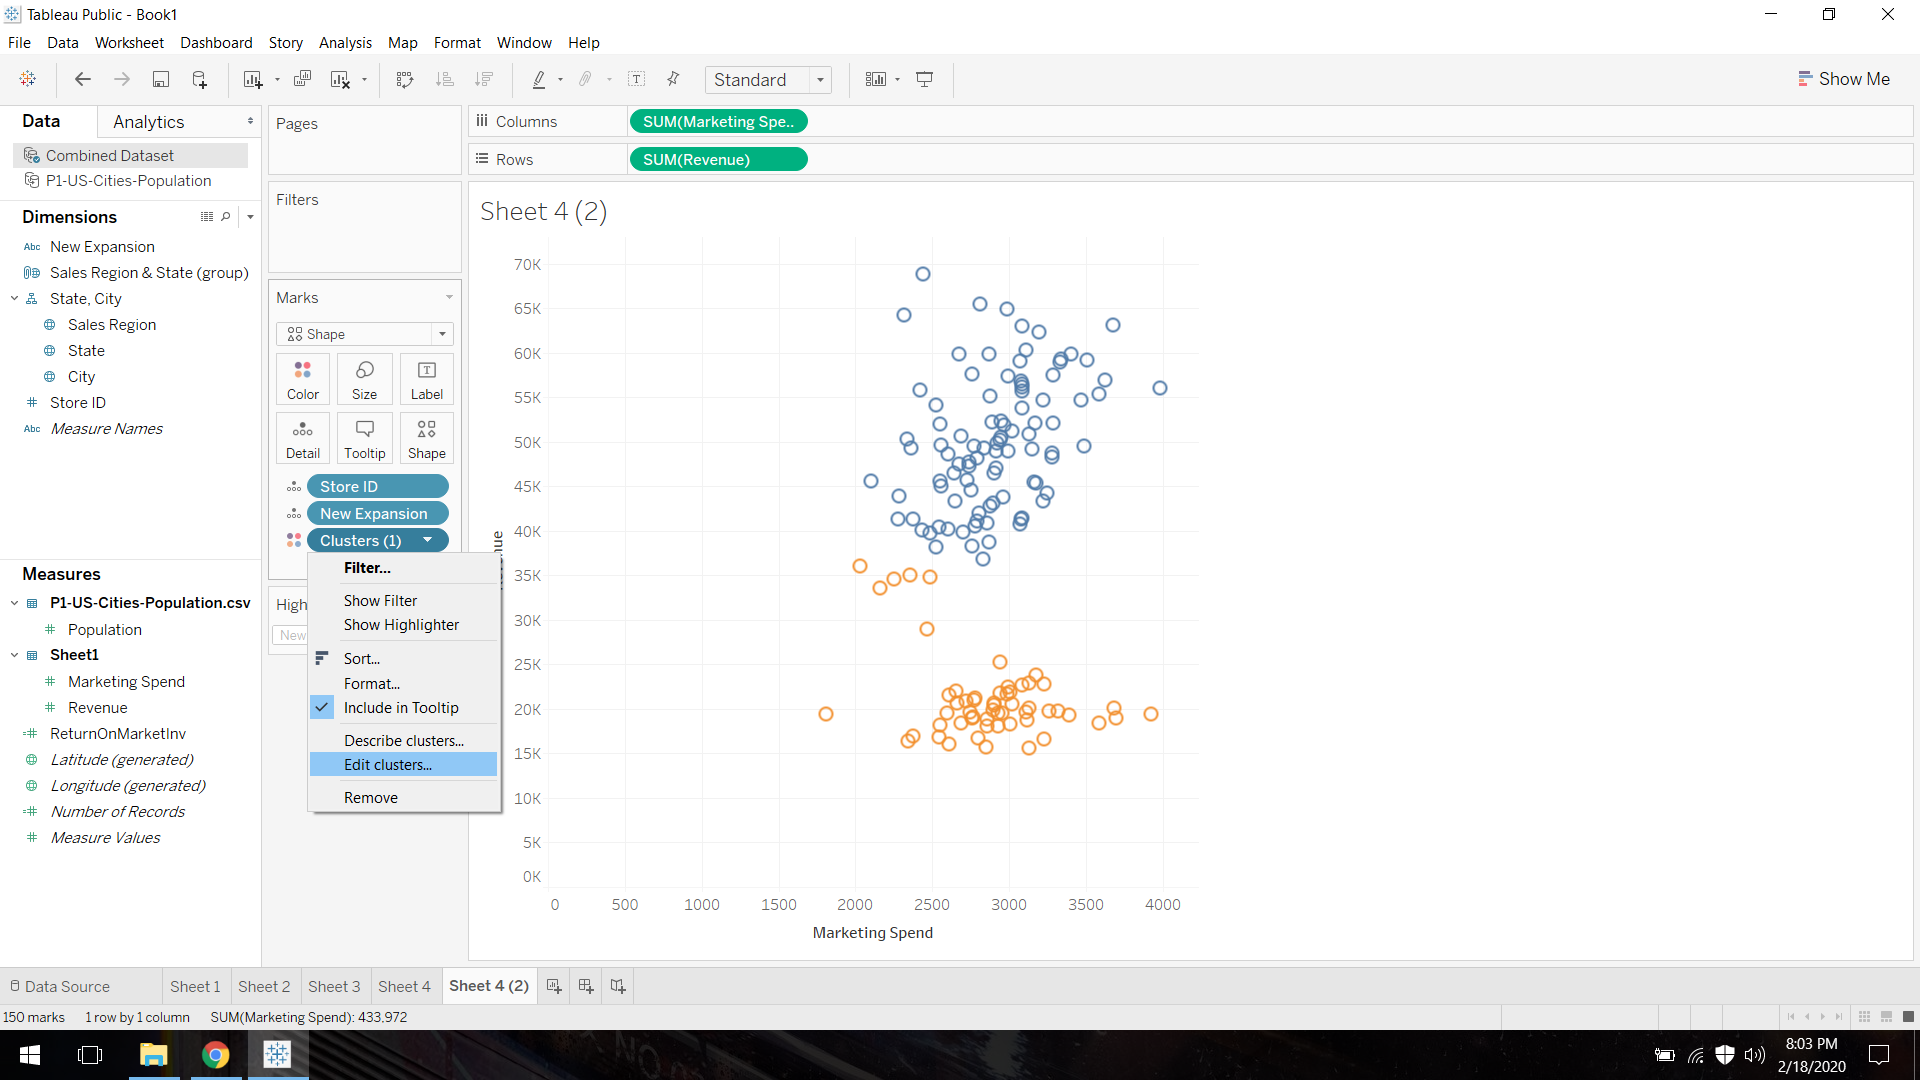 Tableau Public - Book1
File Data Worksheet Dashboard Story Analysis Map Format Window Help
Standard
Show Me
Data Analytics
Combined Dataset
P1-US-Cities-Population
Dimensions
Abc New Expansion
Sales Region & State (group)
State, City
Sales Region
State
City
# Store ID
Abc Measure Names
Measures
P1-US-Cities-Population.csv
# Population
Sheet1
# Marketing Spend
# Revenue
=# ReturnOnMarketInv
Latitude (generated)
Longitude (generated)
=# Number of Records
# Measure Values
Pages
Filters
Marks
Shape
Color Size Label
Detail Tooltip Shape
Store ID
New Expansion
Clusters (1)
High
New
Filter...
Show Filter
Show Highlighter
Sort...
Format...
Include in Tooltip
Describe clusters...
Edit clusters...
Remove
Columns SUM(Marketing Spe..
Rows SUM(Revenue)
Sheet 4 (2)
70K
65K
60K
55K
50K
45K
40K
35K
30K
25K
20K
15K
10K
5K
0K
0 500 1000 1500 2000 2500 3000 3500 4000
Marketing Spend
Data Source Sheet 1 Sheet 2 Sheet 3 Sheet 4 Sheet 4 (2)
150 marks 1 row by 1 column SUM(Marketing Spend): 433,972
8:03 PM
2/18/2020